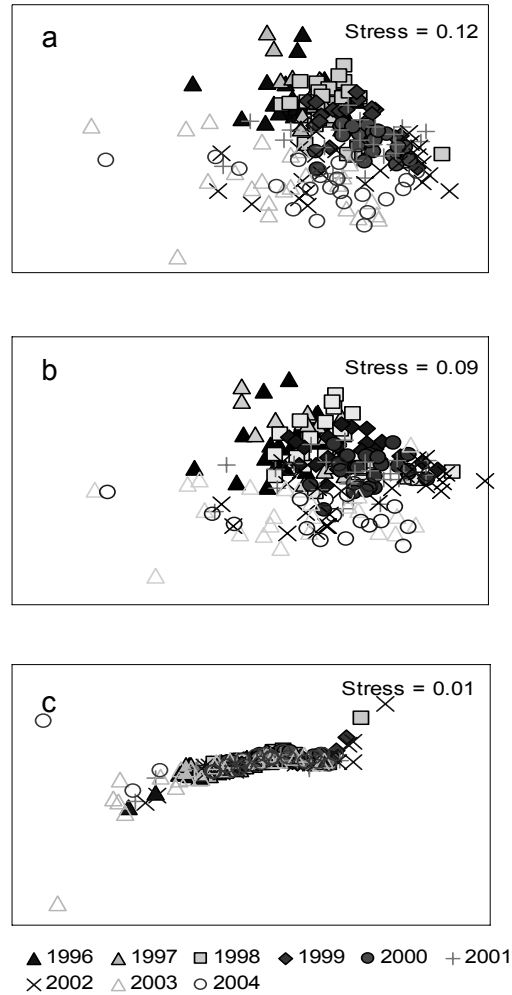 a Stress = 0.12
b Stress = 0.09
c Stress = 0.01
1996 1997 1998 1999 2000 2001
2002 2003 2004